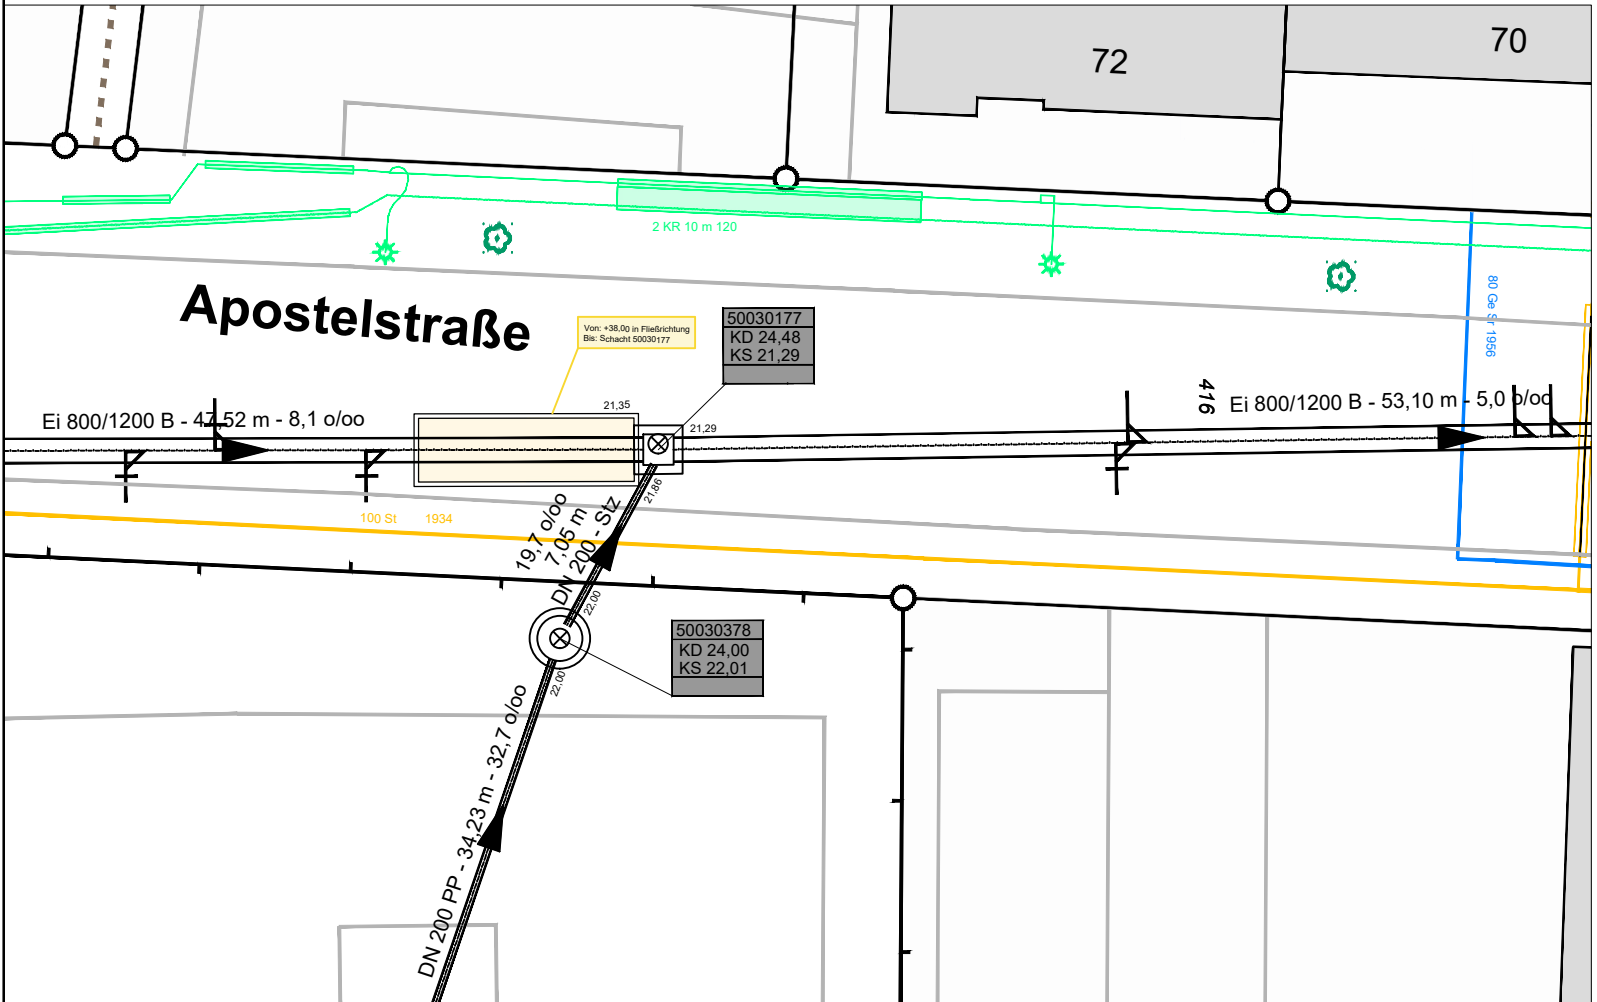 72
70
2 KR 10 m 120
Apostelstraße
80 Ge Sr 1956
Von: +38,00 in Fließrichtung
Bis: Schacht 50030177
50030177
KD 24,48
KS 21,29
416
Ei 800/1200 B - 47,52 m - 8,1 o/oo
21,35
21,29
Ei 800/1200 B - 53,10 m - 5,0 o/oo
21,86
100 St 1934
19,7 o/oo
7,05 m
DN 200 - Stz
22,00
50030378
KD 24,00
KS 22,01
22,00
DN 200 PP - 34,23 m - 32,7 o/oo